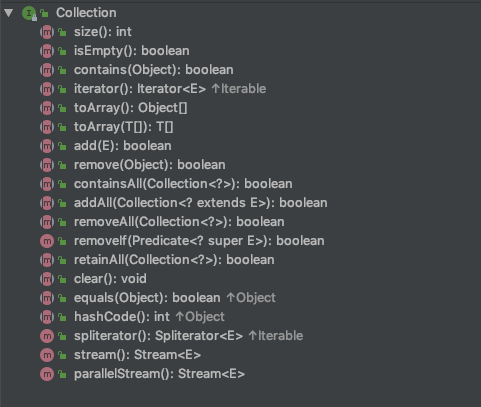 Collection
size(): int
isEmpty(): boolean
contains(Object): boolean
iterator(): Iterator<E> ↑Iterable
toArray(): Object[]
toArray(T[]): T[]
add(E): boolean
remove(Object): boolean
containsAll(Collection<?>): boolean
addAll(Collection<? extends E>): boolean
removeAll(Collection<?>): boolean
removeIf(Predicate<? super E>): boolean
retainAll(Collection<?>): boolean
clear(): void
equals(Object): boolean ↑Object
hashCode(): int ↑Object
spliterator(): Spliterator<E> ↑Iterable
stream(): Stream<E>
parallelStream(): Stream<E>